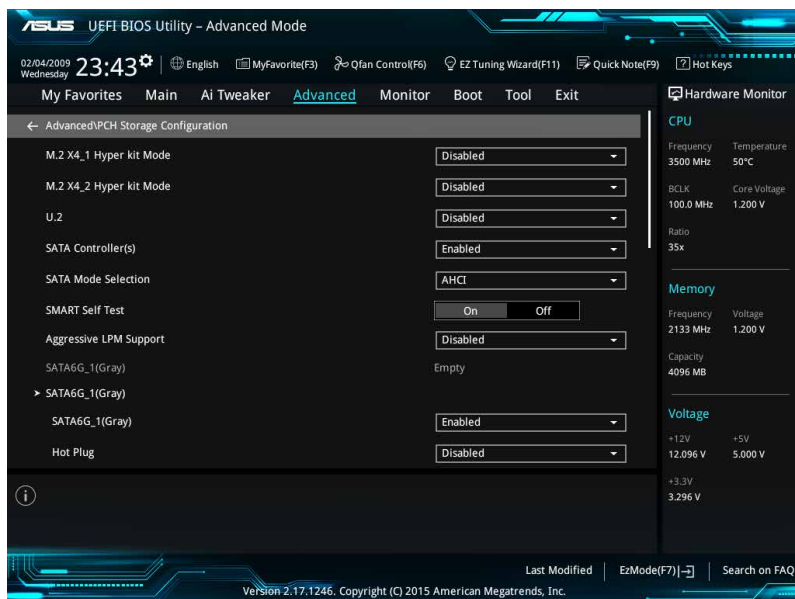 ASUS UEFI BIOS Utility – Advanced Mode
02/04/2009 Wednesday 23:43 English MyFavorite(F3) Qfan Control(F6) EZ Tuning Wizard(F11) Quick Note(F9) ? Hot Keys
My Favorites Main Ai Tweaker Advanced Monitor Boot Tool Exit
← Advanced\PCH Storage Configuration
M.2 X4_1 Hyper kit Mode Disabled
M.2 X4_2 Hyper kit Mode Disabled
U.2 Disabled
SATA Controller(s) Enabled
SATA Mode Selection AHCI
SMART Self Test On Off
Aggressive LPM Support Disabled
SATA6G_1(Gray) Empty
➤ SATA6G_1(Gray)
SATA6G_1(Gray) Enabled
Hot Plug Disabled
Hardware Monitor
CPU
Frequency Temperature
3500 MHz 50°C
BCLK Core Voltage
100.0 MHz 1.200 V
Ratio
35x
Memory
Frequency Voltage
2133 MHz 1.200 V
Capacity
4096 MB
Voltage
+12V +5V
12.096 V 5.000 V
+3.3V
3.296 V
Last Modified EzMode(F7) Search on FAQ
Version 2.17.1246. Copyright (C) 2015 American Megatrends, Inc.